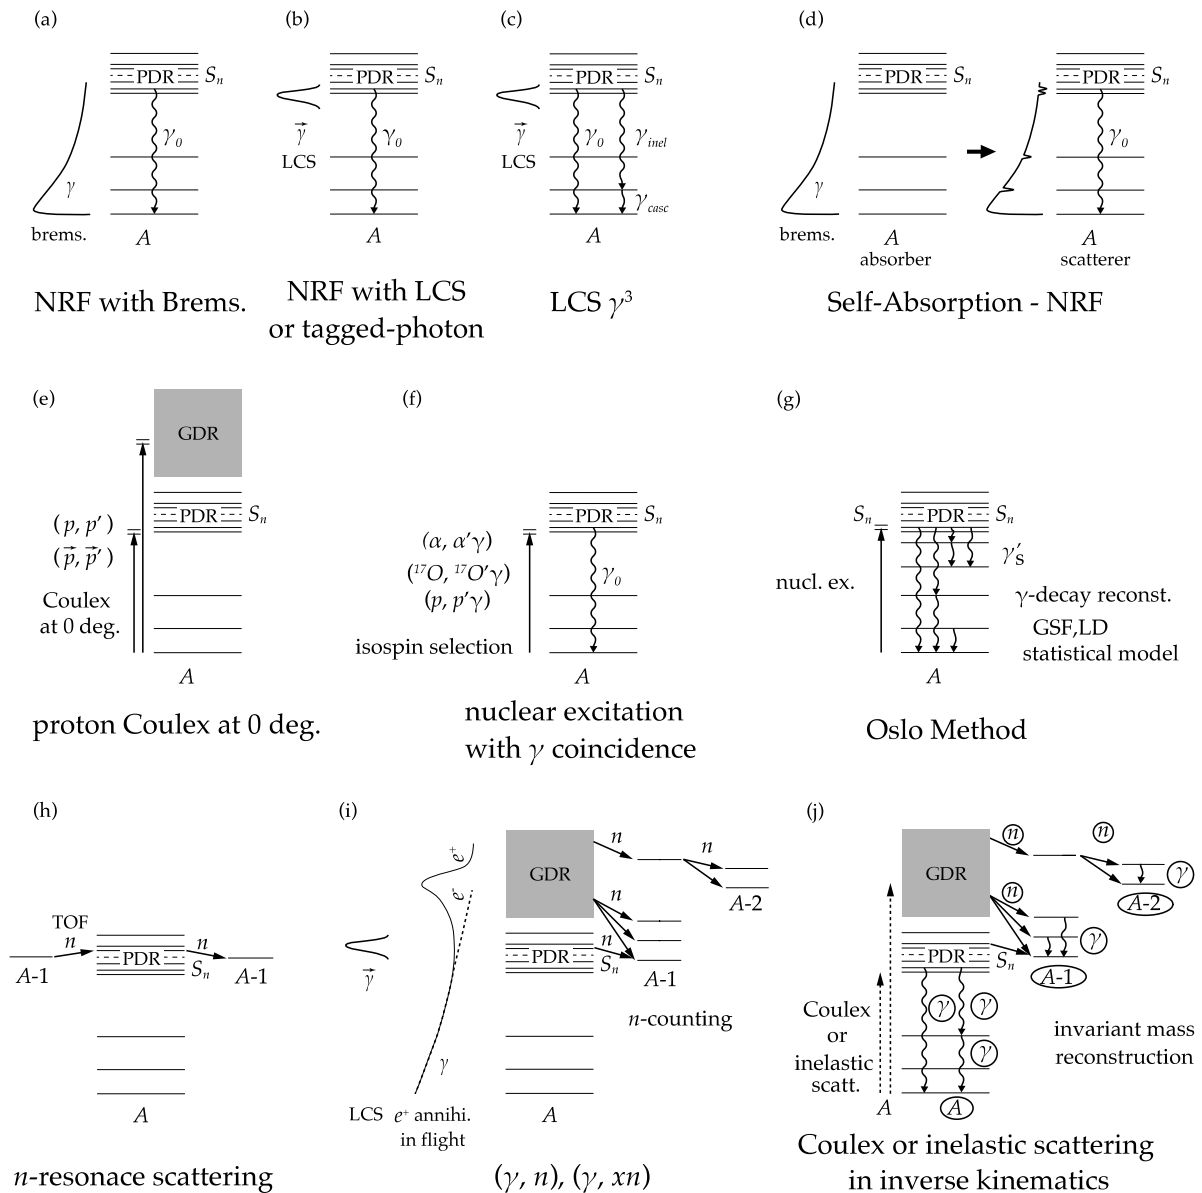 (a)
PDR
Sₙ
γ₀
γ
brems.
A
NRF with Brems.
(b)
PDR
Sₙ
γ⃗
LCS
γ₀
A
NRF with LCS
or tagged-photon
(c)
PDR
Sₙ
γ⃗
LCS
γ₀
γinel
γcasc
A
LCS γ³
(d)
PDR
Sₙ
γ
brems.
A
absorber
PDR
Sₙ
γ₀
A
scatterer
Self-Absorption - NRF
(e)
GDR
PDR
Sₙ
(p, p′)
(p⃗, p⃗′)
Coulex
at 0 deg.
A
proton Coulex at 0 deg.
(f)
PDR
Sₙ
(α, α′γ)
(¹⁷O, ¹⁷O′γ)
(p, p′γ)
γ₀
isospin selection
A
nuclear excitation
with γ coincidence
(g)
Sₙ
PDR
Sₙ
γ's
nucl. ex.
γ-decay reconst.
GSF,LD
statistical model
A
Oslo Method
(h)
TOF
n
n
PDR
Sₙ
A-1
A-1
A
n-resonace scattering
(i)
e⁺
e⁻
GDR
n
n
A-2
n
n
PDR
Sₙ
A-1
γ⃗
n-counting
γ
LCS
e⁺ annihi.
in flight
A
(γ, n), (γ, xn)
(j)
n
n
GDR
γ
A-2
n
γ
PDR
Sₙ
A-1
Coulex
or
inelastic
scatt.
γ
γ
γ
invariant mass
reconstruction
A
A
Coulex or inelastic scattering
in inverse kinematics